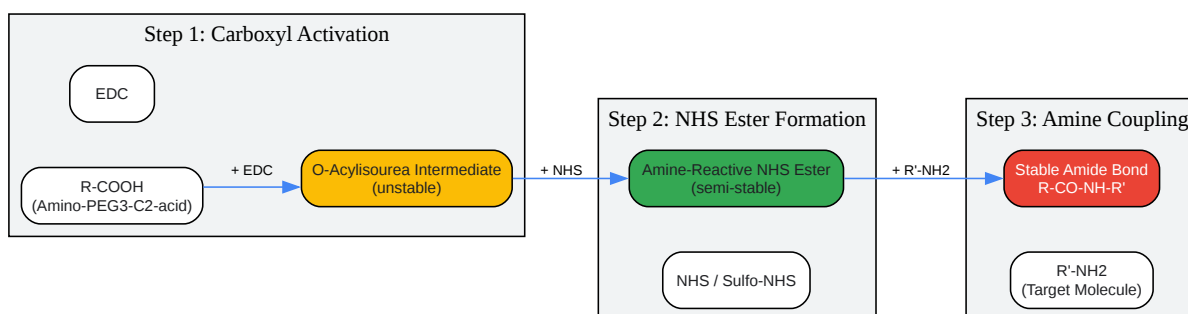 Step 1: Carboxyl Activation
EDC
R-COOH
(Amino-PEG3-C2-acid)
+ EDC
O-Acylisourea Intermediate
(unstable)
+ NHS
Step 2: NHS Ester Formation
Amine-Reactive NHS Ester
(semi-stable)
NHS / Sulfo-NHS
+ R'-NH2
Step 3: Amine Coupling
Stable Amide Bond
R-CO-NH-R'
R'-NH2
(Target Molecule)